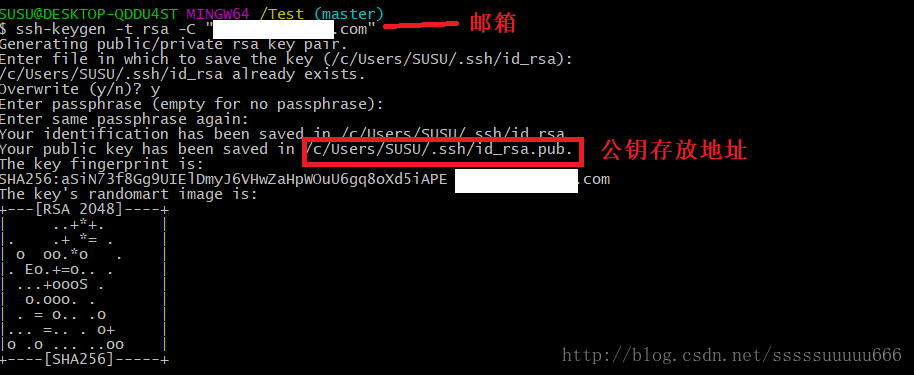 SUSU@DESKTOP-QDDU4ST MINGW64 /Test (master)
$ ssh-keygen -t rsa -C " .com" 邮箱
Generating public/private rsa key pair.
Enter file in which to save the key (/c/Users/SUSU/.ssh/id_rsa):
/c/Users/SUSU/.ssh/id_rsa already exists.
Overwrite (y/n)? y
Enter passphrase (empty for no passphrase):
Enter same passphrase again:
Your identification has been saved in /c/Users/SUSU/.ssh/id_rsa.
Your public key has been saved in /c/Users/SUSU/.ssh/id_rsa.pub. 公钥存放地址
The key fingerprint is:
SHA256:aSiN73f8Gg9UIElDmyJ6VHwZaHpWOuU6gq8oXd5iAPE .com
The key's randomart image is:
+---[RSA 2048]----+
|     ..+*+.      |
|.    .+ *= .     |
| o  oo.*o   .    |
|. Eo.+=o.. .     |
| ...+oooS .      |
|  o.ooo. .       |
| . = o.. .o      |
|... =.. . o+     |
|o .o ... ..oo    |
+----[SHA256]-----+
http://blog.csdn.net/sssssuuuuu666